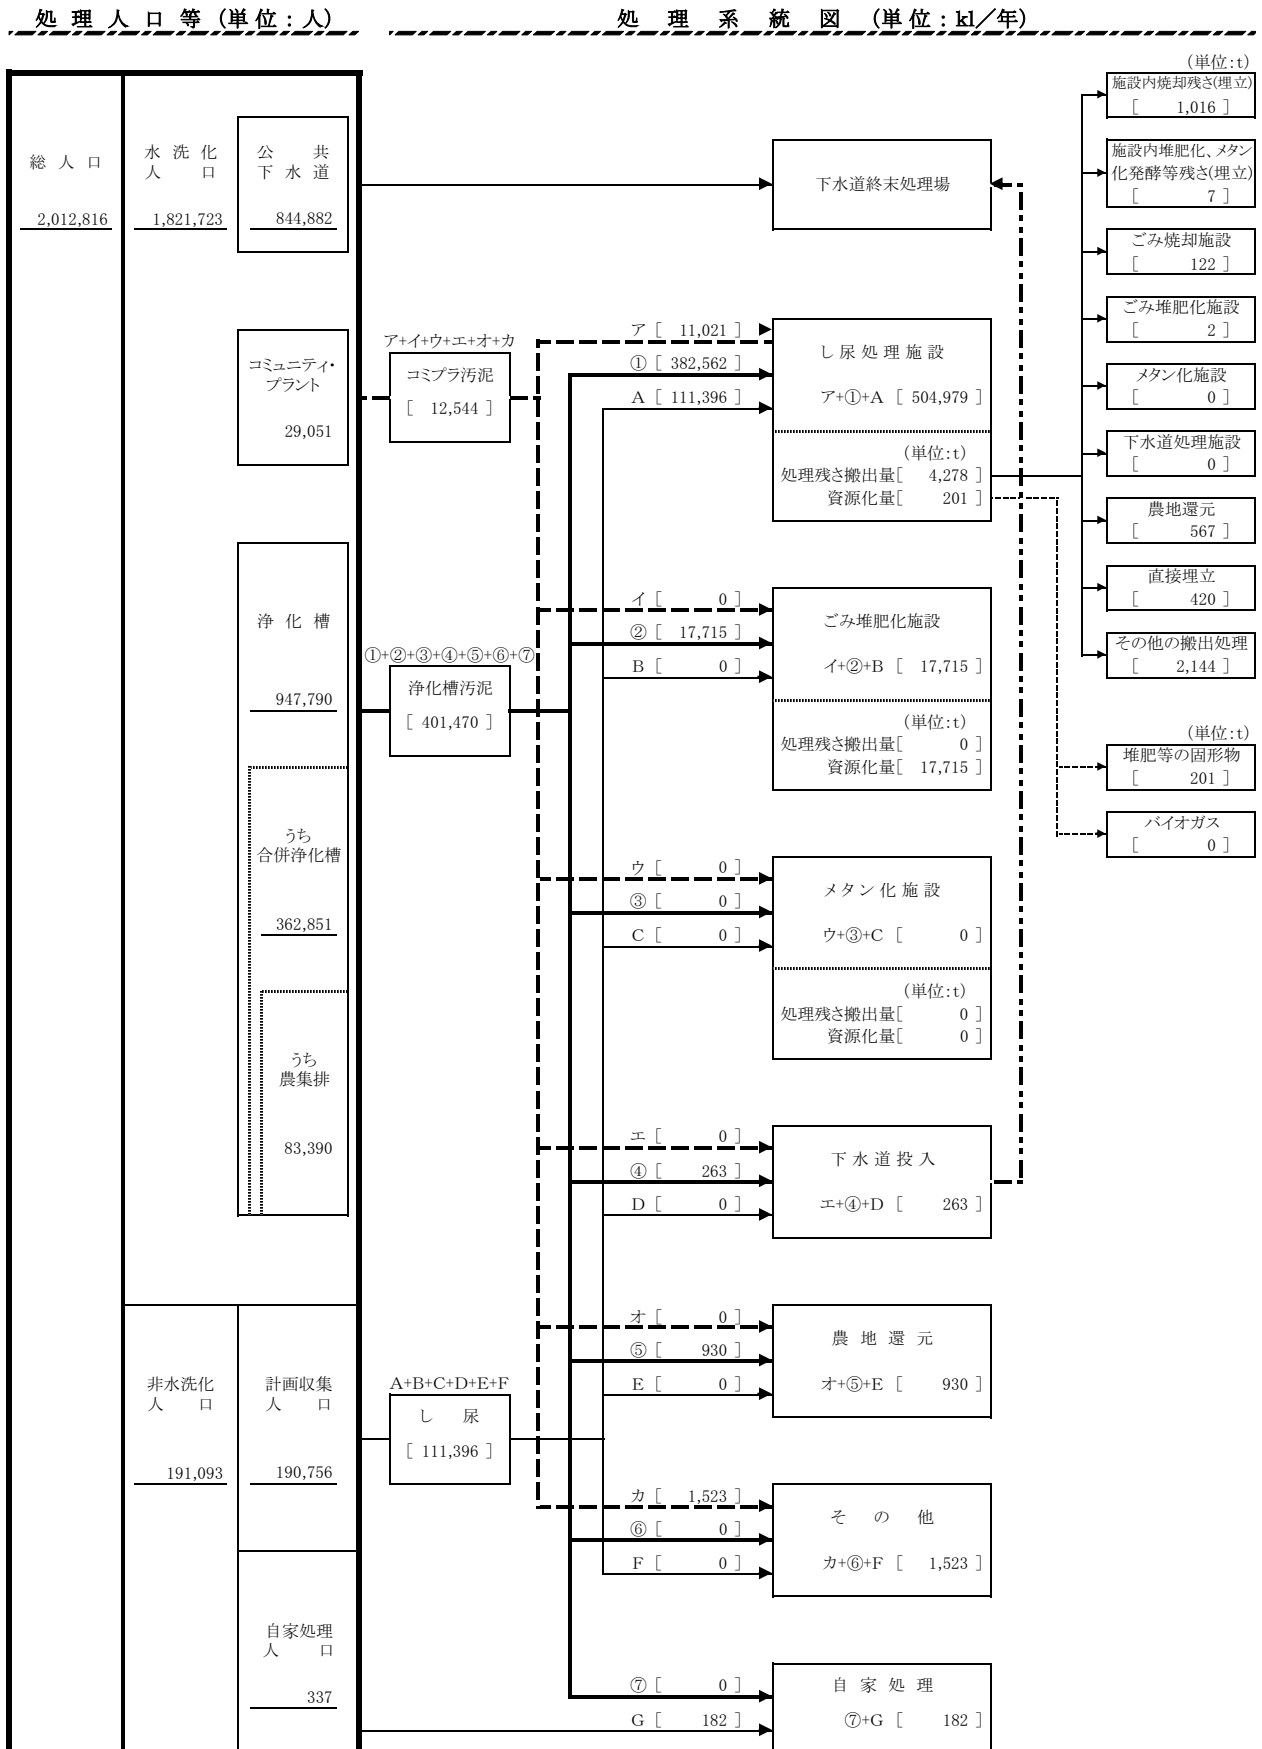 処理人口等(単位:人)
処理系統図(単位:kl/年)
総人口
2,012,816
水洗化
人口
1,821,723
公共
下水道
844,882
コミュニティ・
プラント
29,051
浄化槽
947,790
うち
合併浄化槽
362,851
うち
農集排
83,390
非水洗化
人口
191,093
計画収集
人口
190,756
自家処理
人口
337
ア+イ+ウ+エ+オ+カ
コミプラ汚泥
[ 12,544 ]
①+②+③+④+⑤+⑥+⑦
浄化槽汚泥
[ 401,470 ]
A+B+C+D+E+F
し尿
[ 111,396 ]
下水道終末処理場
ア [ 11,021 ]
① [ 382,562 ]
A [ 111,396 ]
し尿処理施設
ア+①+A [ 504,979 ]
(単位:t)
処理残さ搬出量[ 4,278 ]
資源化量[ 201 ]
イ [ 0 ]
② [ 17,715 ]
B [ 0 ]
ごみ堆肥化施設
イ+②+B [ 17,715 ]
(単位:t)
処理残さ搬出量[ 0 ]
資源化量[ 17,715 ]
ウ [ 0 ]
③ [ 0 ]
C [ 0 ]
メタン化施設
ウ+③+C [ 0 ]
(単位:t)
処理残さ搬出量[ 0 ]
資源化量[ 0 ]
エ [ 0 ]
④ [ 263 ]
D [ 0 ]
下水道投入
エ+④+D [ 263 ]
オ [ 0 ]
⑤ [ 930 ]
E [ 0 ]
農地還元
オ+⑤+E [ 930 ]
カ [ 1,523 ]
⑥ [ 0 ]
F [ 0 ]
その他
カ+⑥+F [ 1,523 ]
⑦ [ 0 ]
G [ 182 ]
自家処理
⑦+G [ 182 ]
(単位:t)
施設内焼却残さ(埋立)
[ 1,016 ]
施設内堆肥化、メタン
化発酵等残さ(埋立)
[ 7 ]
ごみ焼却施設
[ 122 ]
ごみ堆肥化施設
[ 2 ]
メタン化施設
[ 0 ]
下水道処理施設
[ 0 ]
農地還元
[ 567 ]
直接埋立
[ 420 ]
その他の搬出処理
[ 2,144 ]
(単位:t)
堆肥等の固形物
[ 201 ]
バイオガス
[ 0 ]